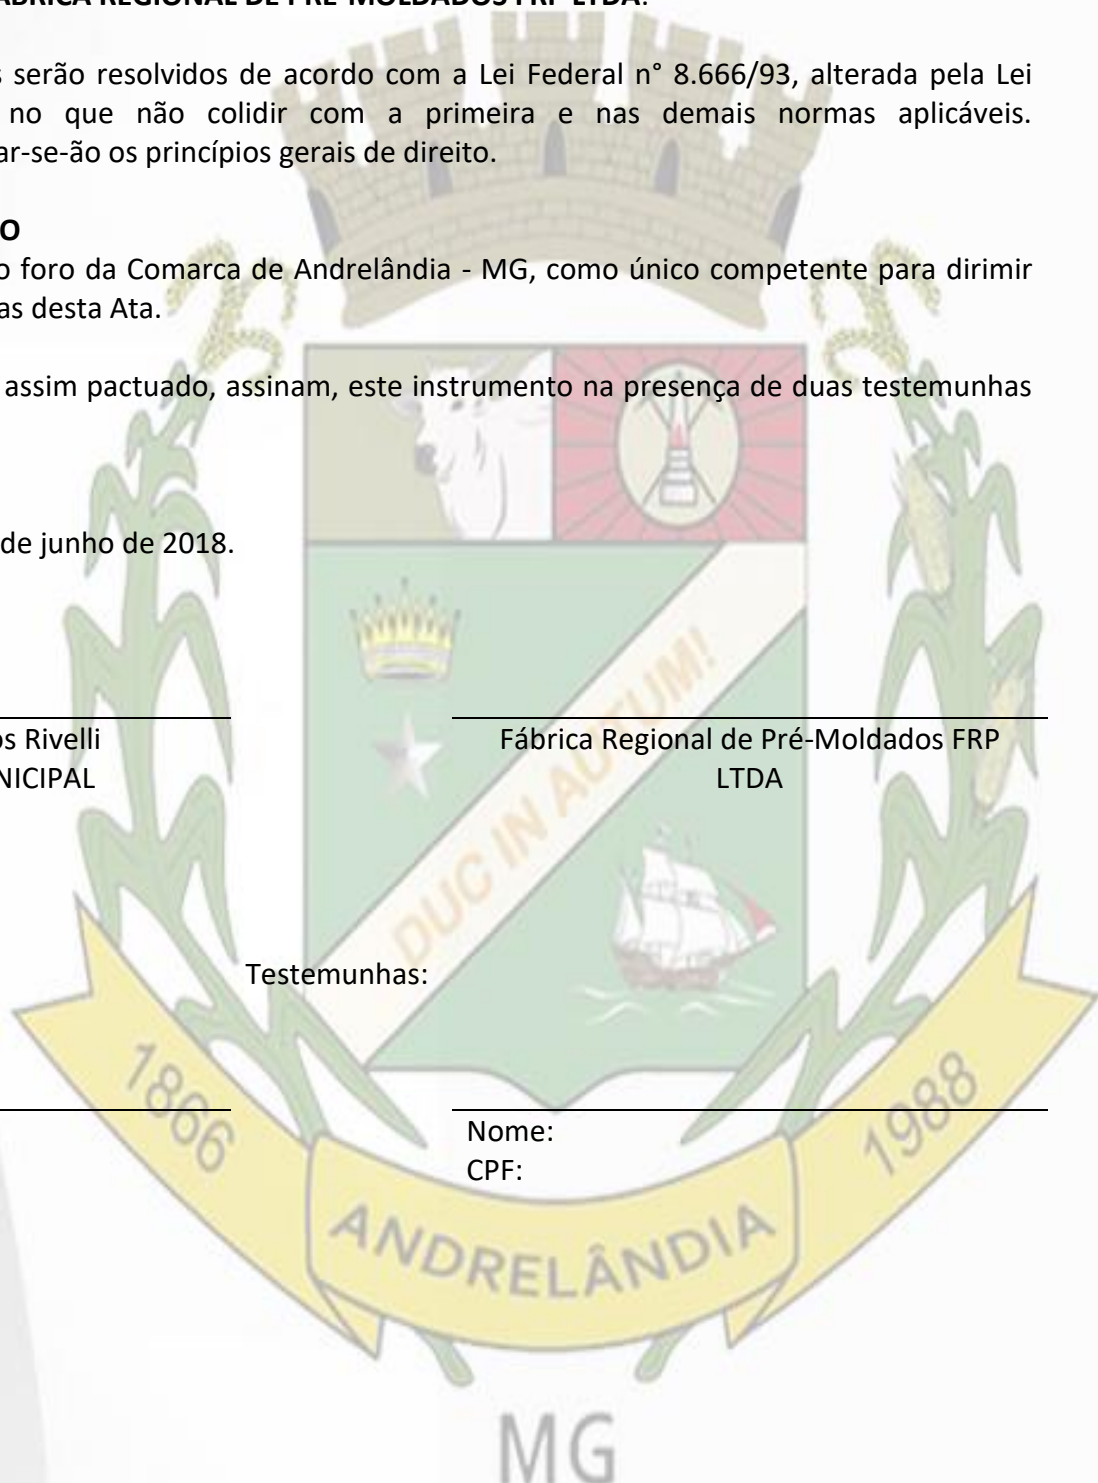 FÁBRICA REGIONAL DE PRÉ-MOLDADOS FRP LTDA.
serão resolvidos de acordo com a Lei Federal n° 8.666/93, alterada pela Lei
no que não colidir com a primeira e nas demais normas aplicáveis.
ar-se-ão os princípios gerais de direito.
O
o foro da Comarca de Andrelândia - MG, como único competente para dirimir
as desta Ata.
assim pactuado, assinam, este instrumento na presença de duas testemunhas
de junho de 2018.
os Rivelli
NICIPAL
Fábrica Regional de Pré-Moldados FRP
LTDA
DUC IN AUTUM!
Testemunhas:
1866
1988
Nome:
CPF:
ANDRELÂNDIA
MG